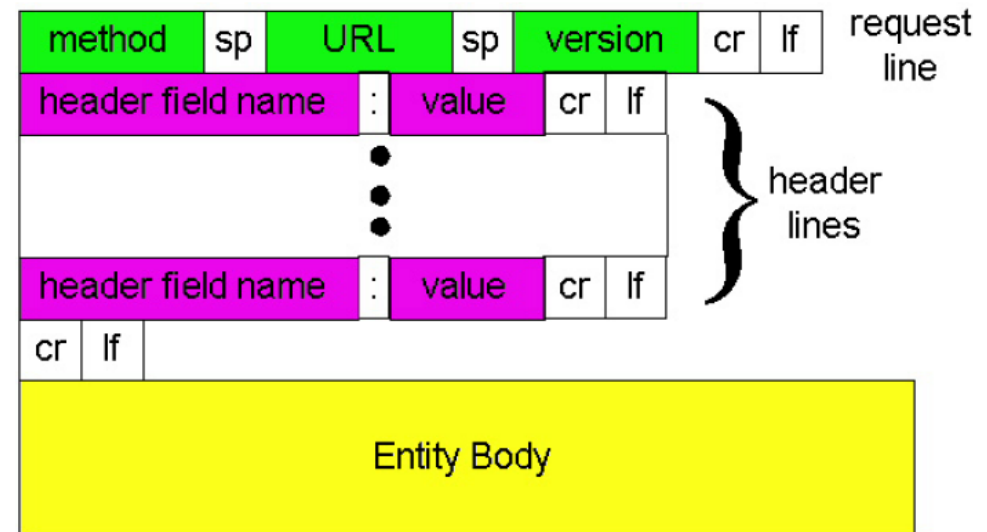 method sp URL sp version cr lf request line
header field name : value cr lf
header lines
header field name : value cr lf
cr lf
Entity Body